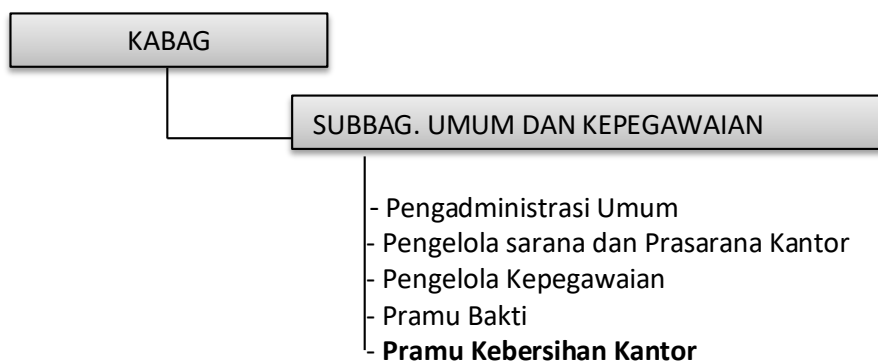 KABAG
SUBBAG. UMUM DAN KEPEGAWAIAN
- Pengadministrasi Umum
- Pengelola sarana dan Prasarana Kantor
- Pengelola Kepegawaian
- Pramu Bakti
- Pramu Kebersihan Kantor